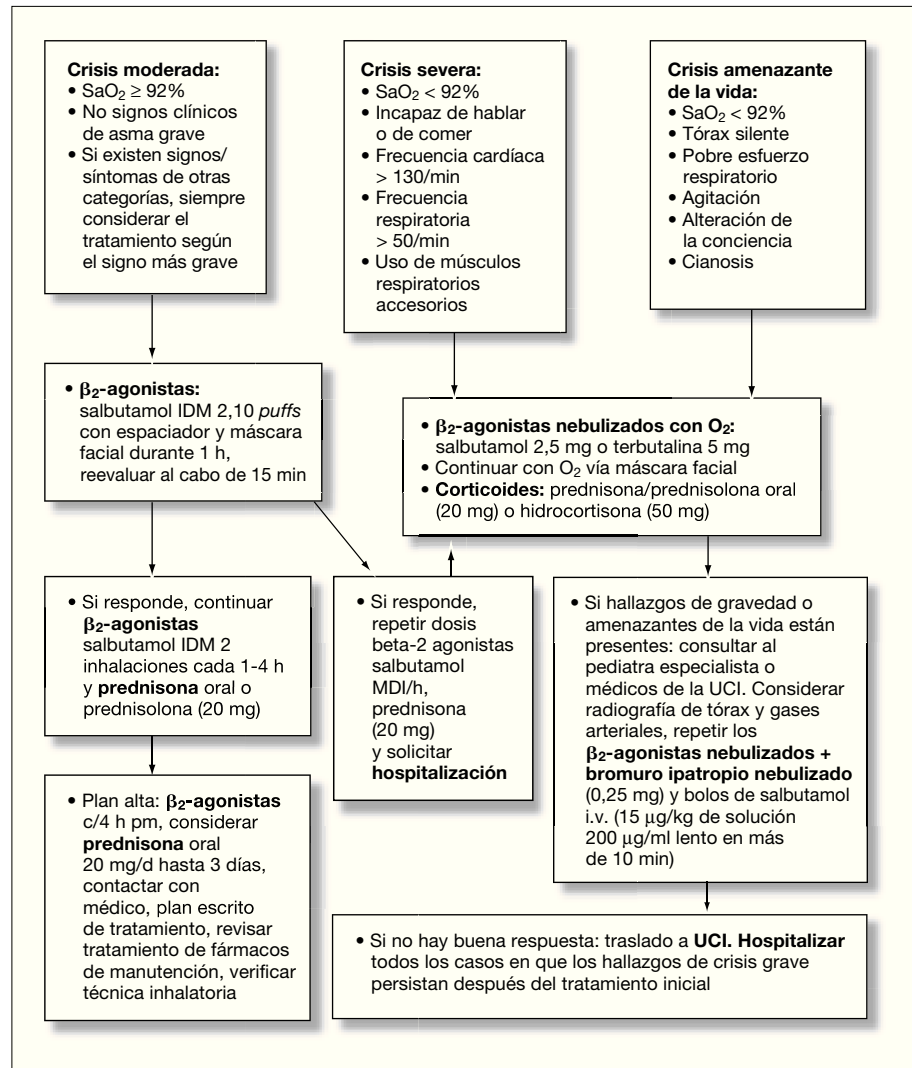 Crisis moderada:
• SaO₂ ≥ 92%
• No signos clínicos
de asma grave
• Si existen signos/
síntomas de otras
categorías, siempre
considerar el
tratamiento según
el signo más grave
Crisis severa:
• SaO₂ < 92%
• Incapaz de hablar
o de comer
• Frecuencia cardíaca
> 130/min
• Frecuencia
respiratoria
> 50/min
• Uso de músculos
respiratorios
accesorios
Crisis amenazante
de la vida:
• SaO₂ < 92%
• Tórax silente
• Pobre esfuerzo
respiratorio
• Agitación
• Alteración de
la conciencia
• Cianosis
• β₂-agonistas:
salbutamol IDM 2,10 puffs
con espaciador y máscara
facial durante 1 h,
reevaluar al cabo de 15 min
• β₂-agonistas nebulizados con O₂:
salbutamol 2,5 mg o terbutalina 5 mg
• Continuar con O₂ vía máscara facial
• Corticoides: prednisona/prednisolona oral
(20 mg) o hidrocortisona (50 mg)
• Si responde, continuar
β₂-agonistas
salbutamol IDM 2
inhalaciones cada 1-4 h
y prednisona oral o
prednisolona (20 mg)
• Si responde,
repetir dosis
beta-2 agonistas
salbutamol
MDI/h,
prednisona
(20 mg)
y solicitar
hospitalización
• Si hallazgos de gravedad o
amenazantes de la vida están
presentes: consultar al
pediatra especialista o
médicos de la UCI. Considerar
radiografía de tórax y gases
arteriales, repetir los
β₂-agonistas nebulizados +
bromuro ipatropio nebulizado
(0,25 mg) y bolos de salbutamol
i.v. (15 µg/kg de solución
200 µg/ml lento en más
de 10 min)
• Plan alta: β₂-agonistas
c/4 h pm, considerar
prednisona oral
20 mg/d hasta 3 días,
contactar con
médico, plan escrito
de tratamiento, revisar
tratamiento de fármacos
de manutención, verificar
técnica inhalatoria
• Si no hay buena respuesta: traslado a UCI. Hospitalizar
todos los casos en que los hallazgos de crisis grave
persistan después del tratamiento inicial